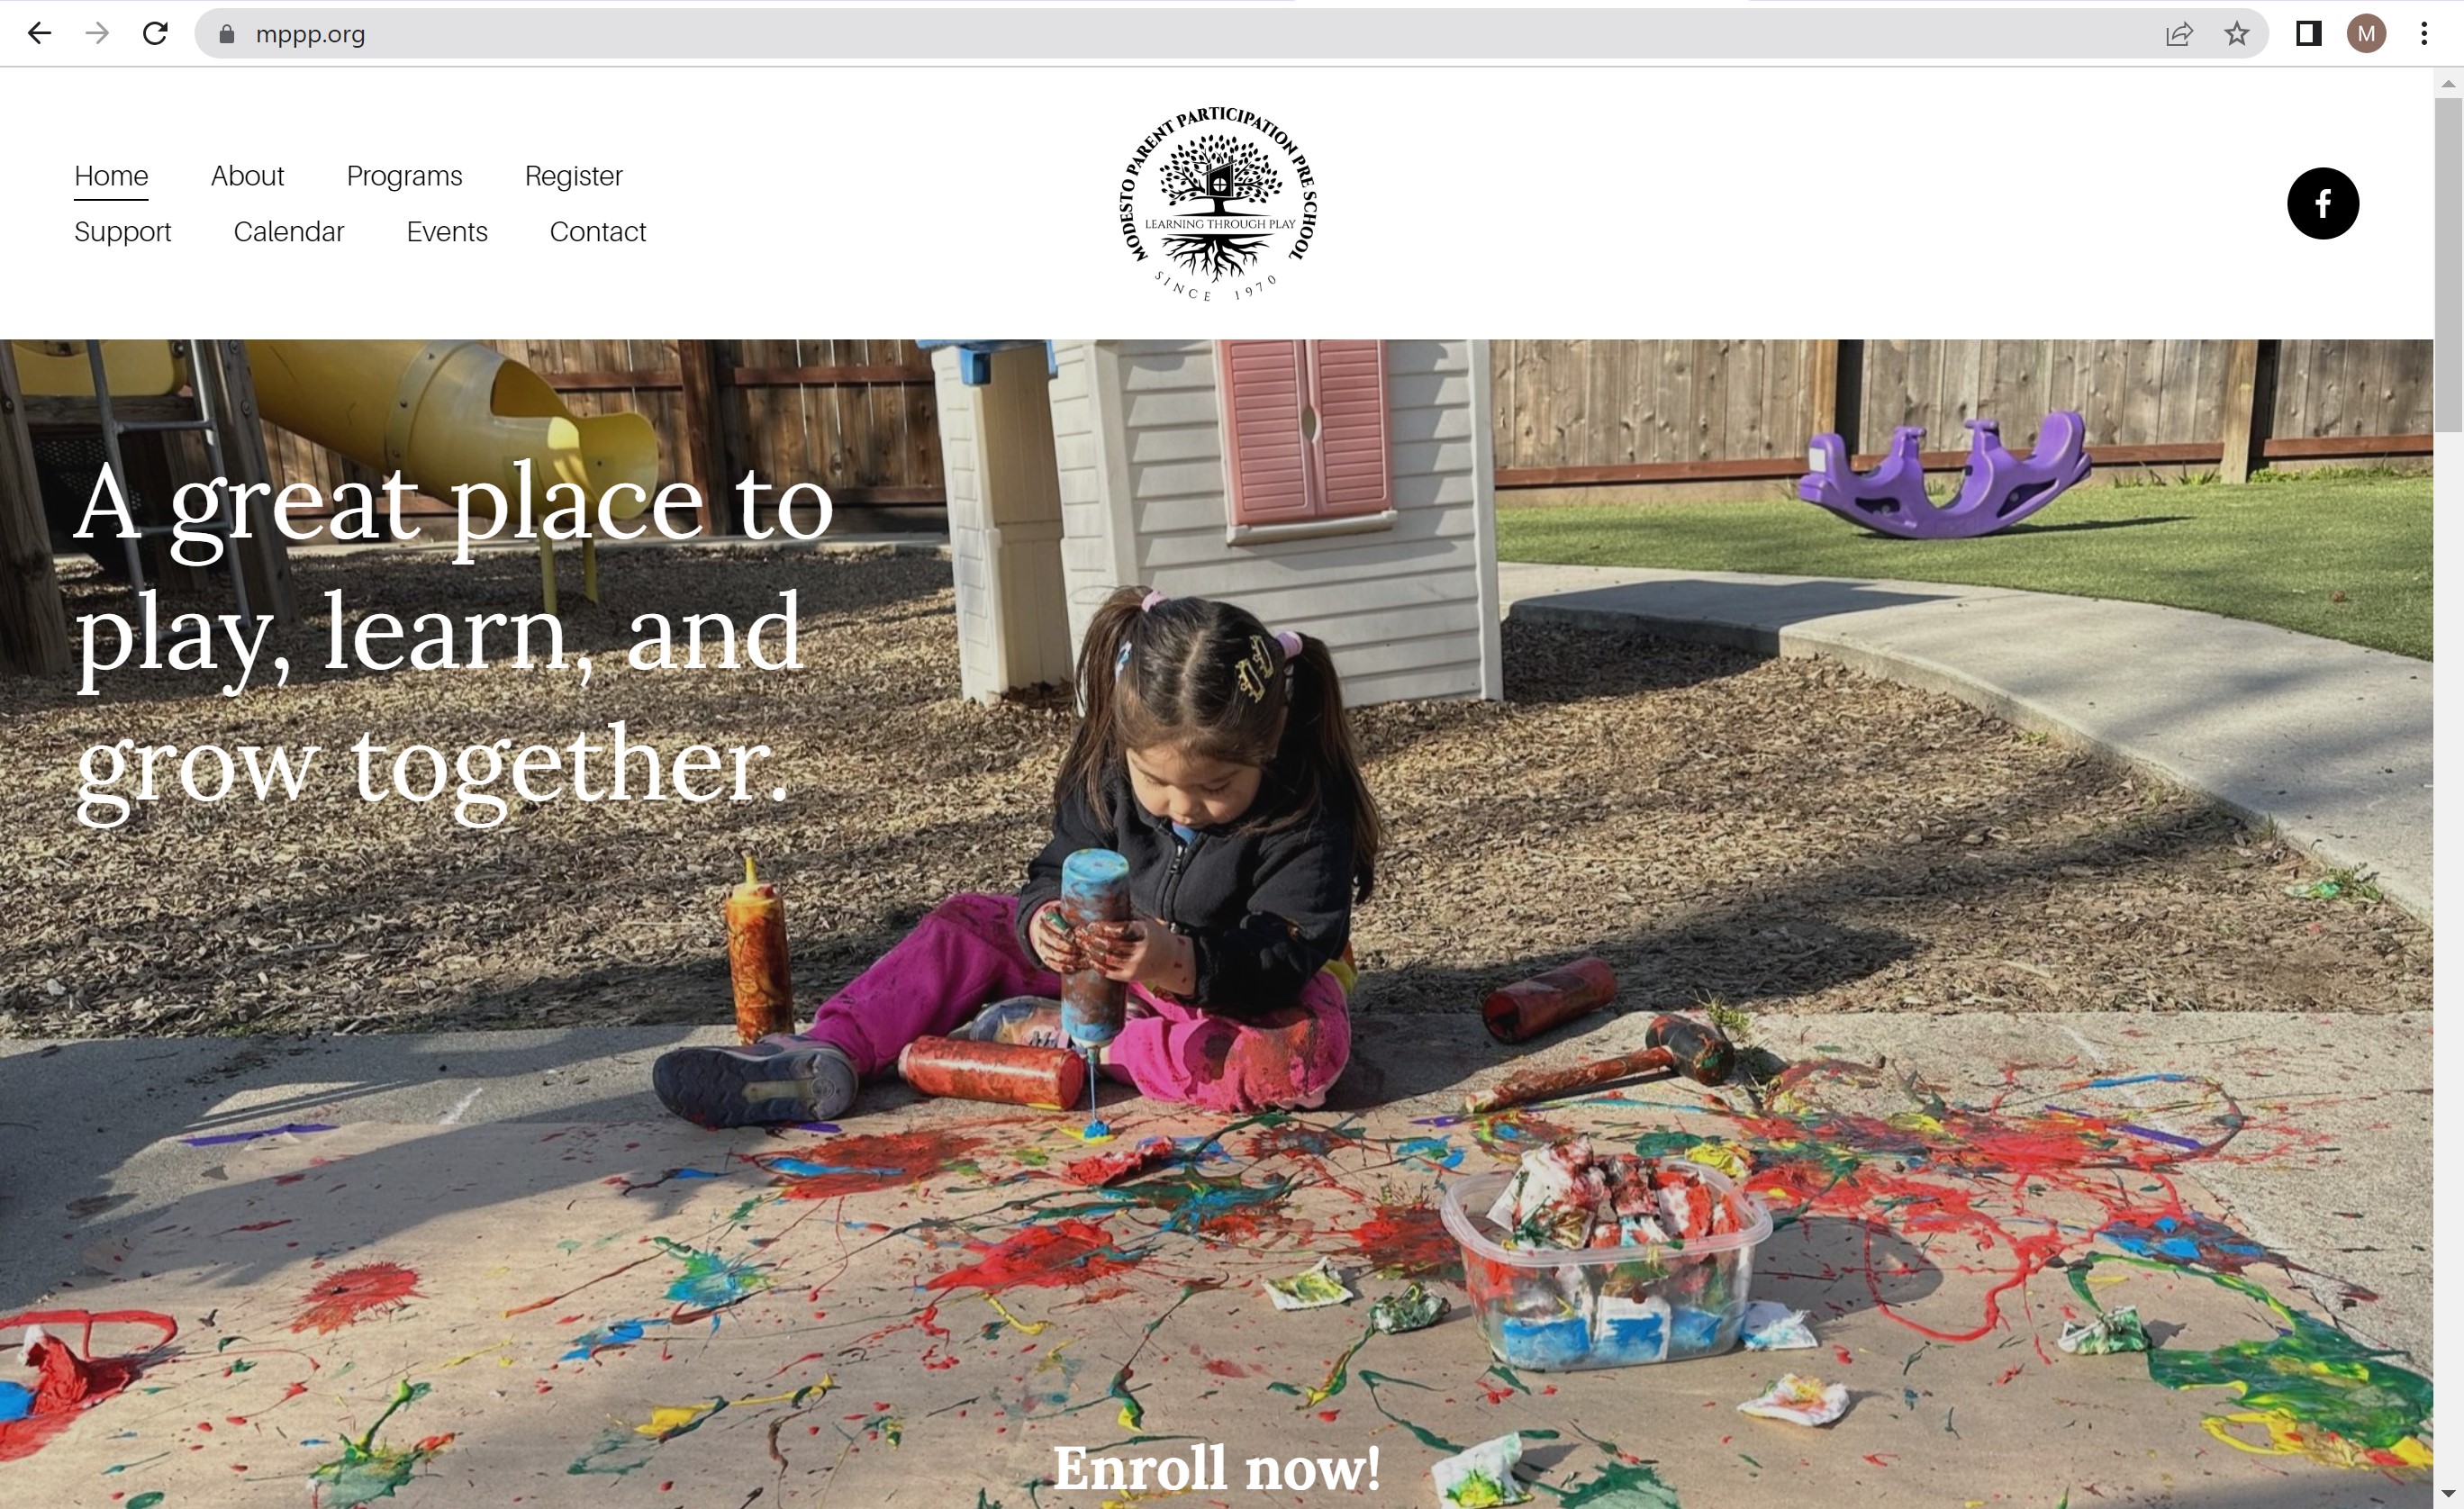 mppp.org
M
Home About Programs Register
Support Calendar Events Contact
MODESTO PARENT PARTICIPATION PRE SCHOOL
LEARNING THROUGH PLAY
SINCE 1970
f
A great place to
play, learn, and
grow together.
Enroll now!